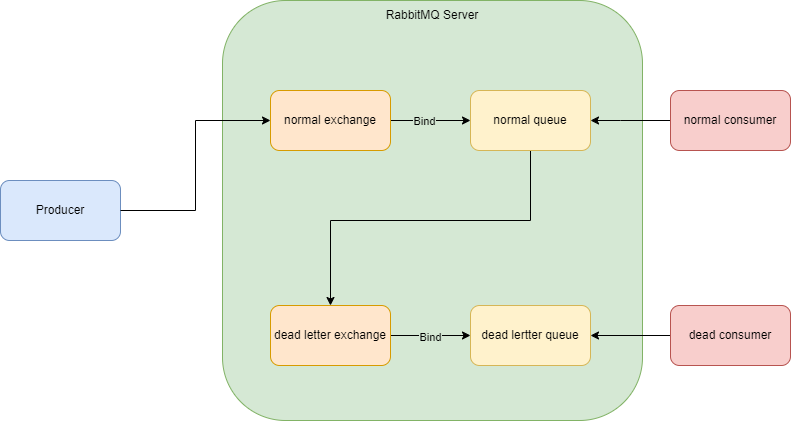 RabbitMQ Server
normal exchange
Bind
normal queue
normal consumer
Producer
dead letter exchange
Bind
dead lertter queue
dead consumer